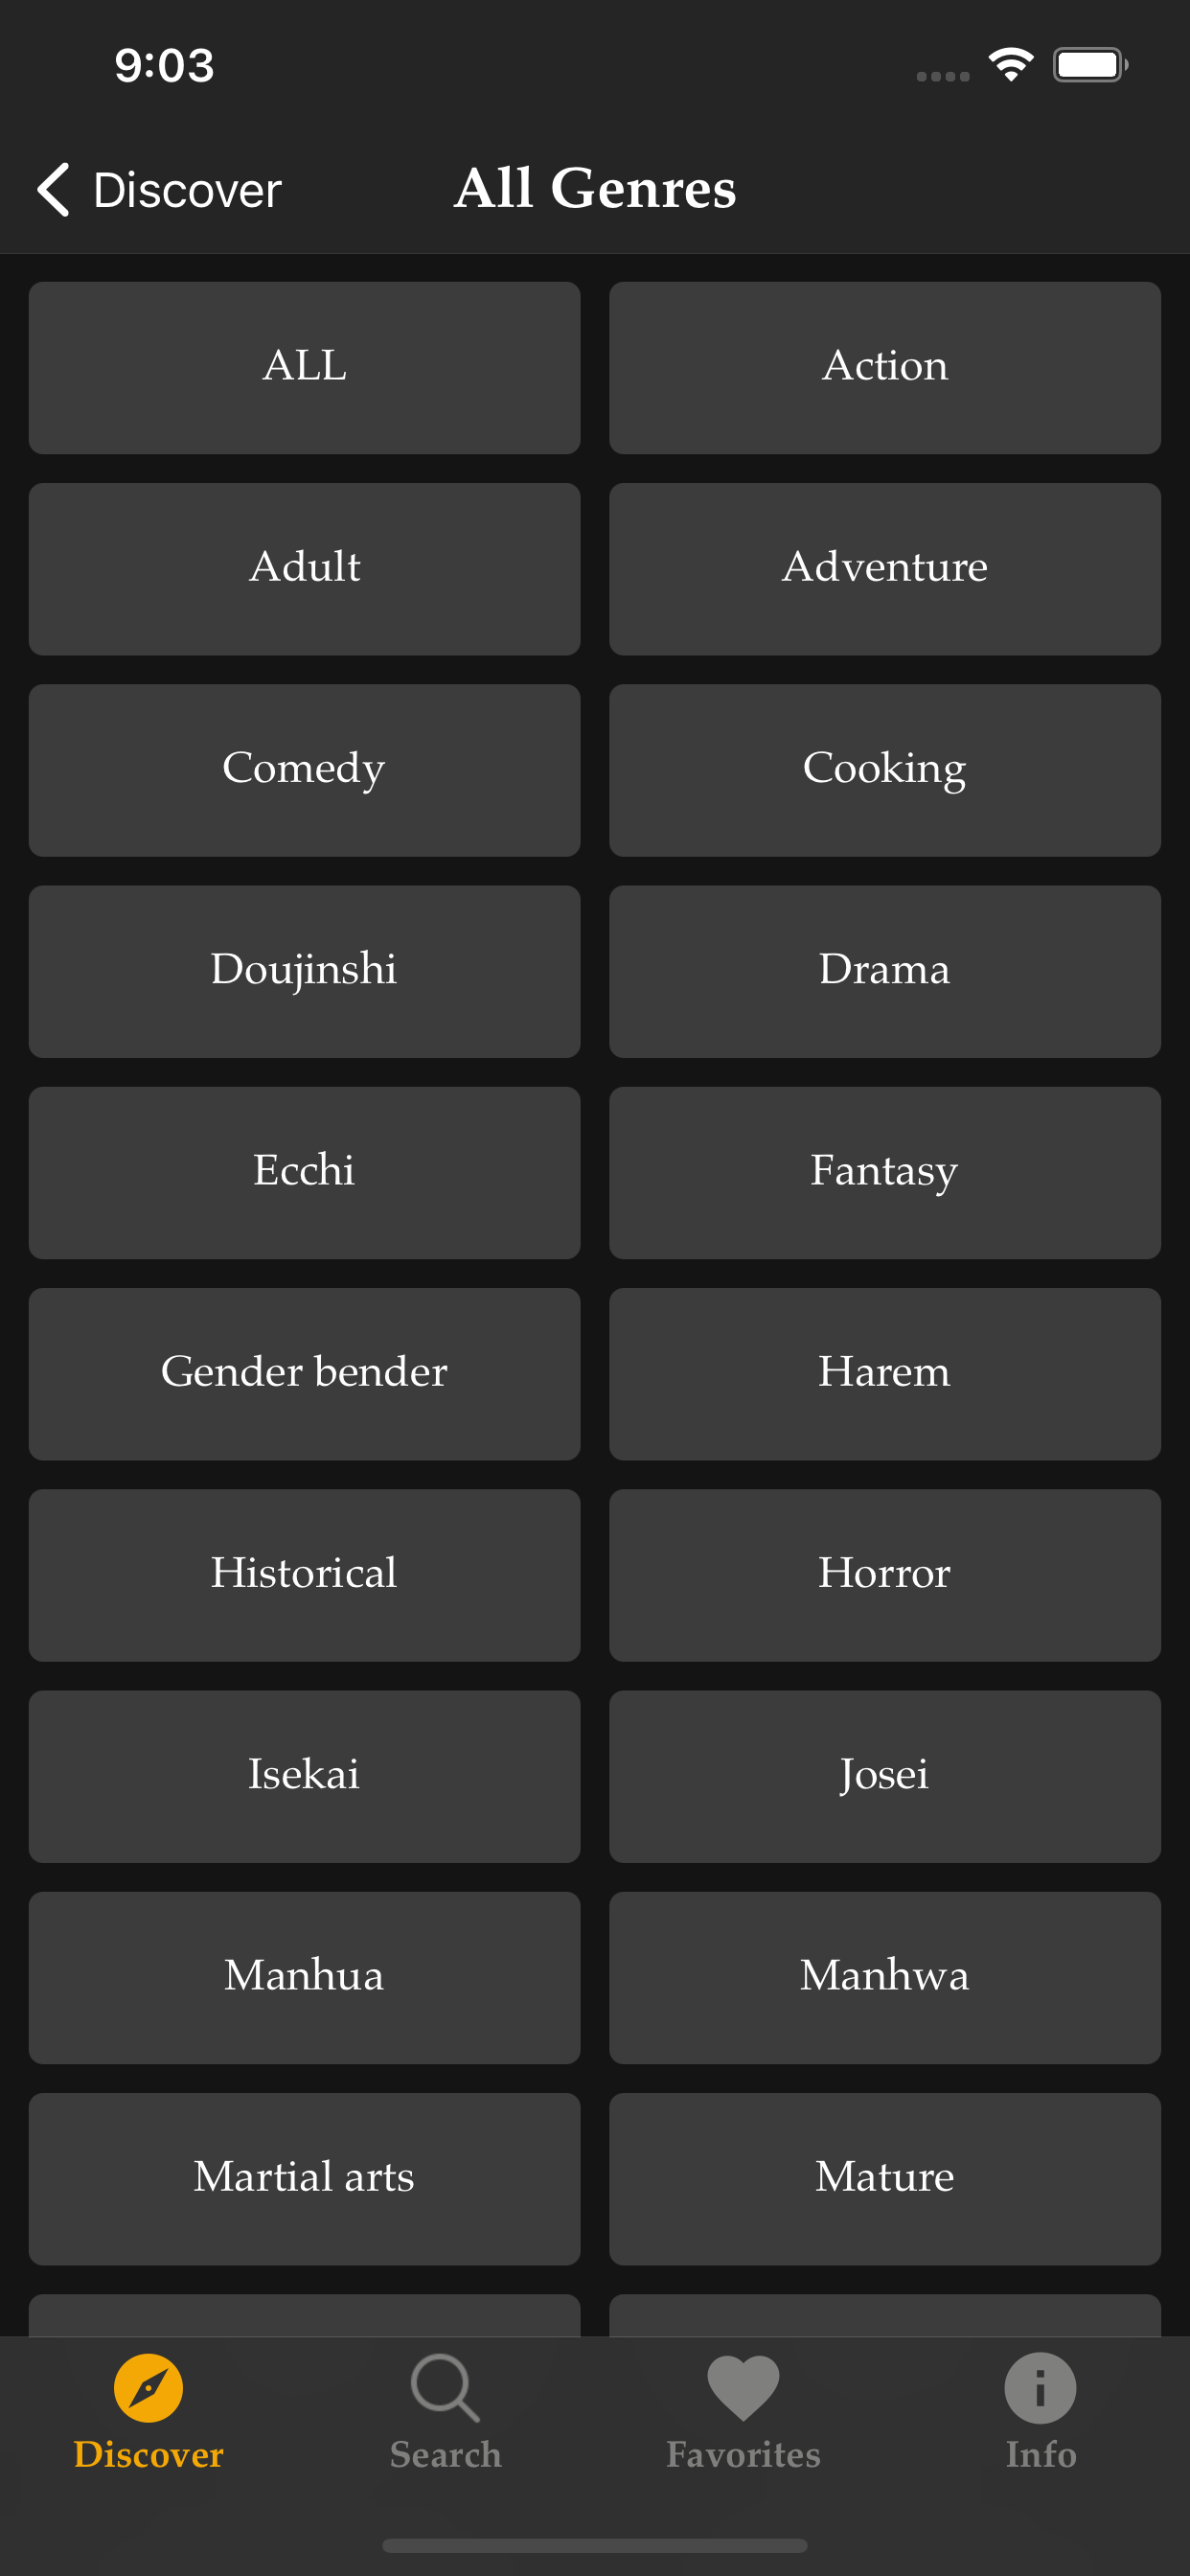 9:03
Discover All Genres
ALL Action
Adult Adventure
Comedy Cooking
Doujinshi Drama
Ecchi Fantasy
Gender bender Harem
Historical Horror
Isekai Josei
Manhua Manhwa
Martial arts Mature
Discover Search Favorites Info